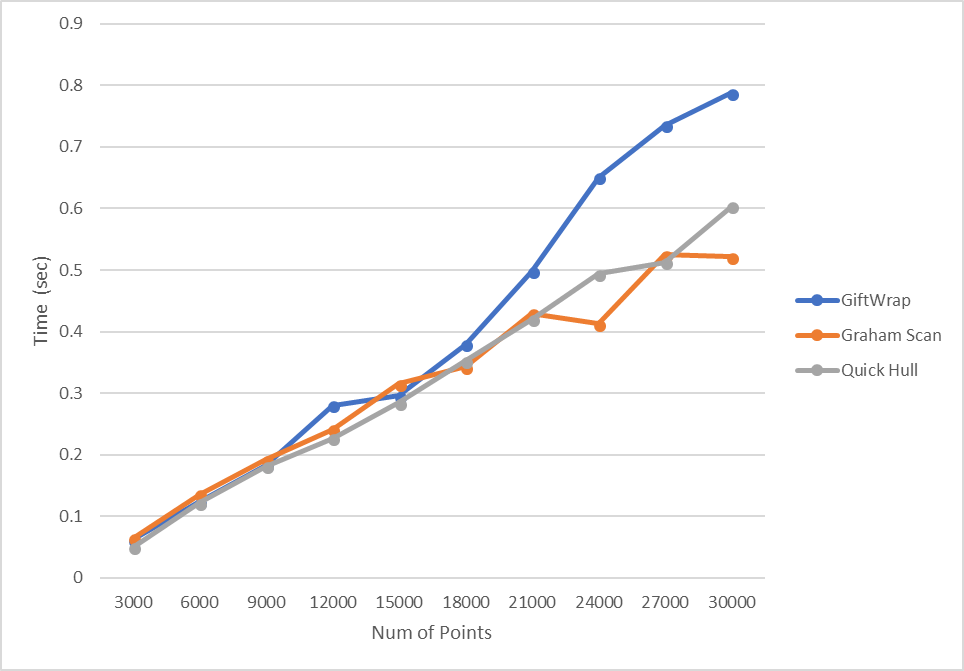 0.9
0.8
0.7
0.6
0.5
0.4
0.3
0.2
0.1
0
Time (sec)
3000 6000 9000 12000 15000 18000 21000 24000 27000 30000
Num of Points
GiftWrap
Graham Scan
Quick Hull